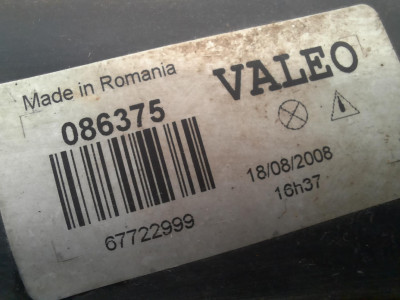 Made in Romania
VALEO
086375
67722999
18/08/2008
16h37